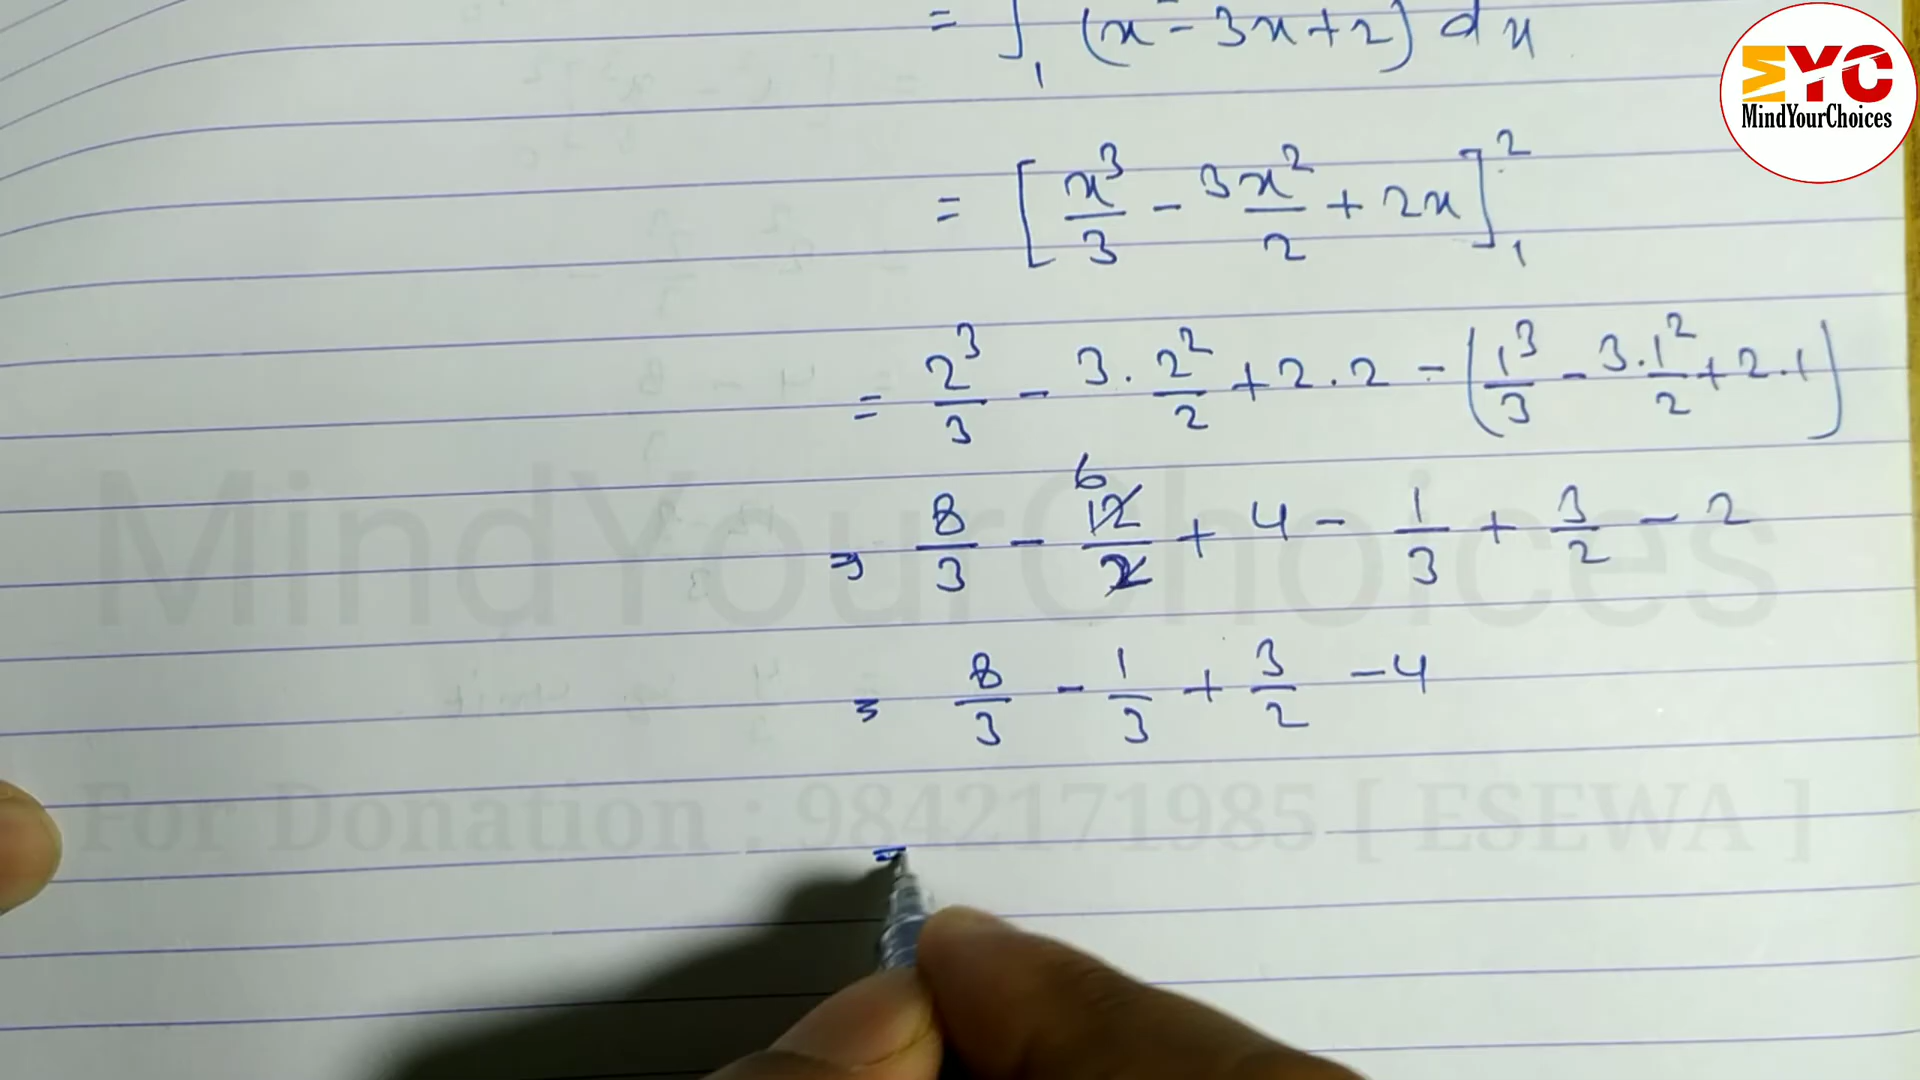 = ∫₁ (x² - 3x + 2) dx
MYC
MindYourChoices
= [x³/3 - 3x²/2 + 2x]₁²
= 2³/3 - 3.2²/2 + 2.2 - (1³/3 - 3.1²/2 + 2.1)
= 8/3 - 12/2 6 + 4 - 1/3 + 3/2 - 2
MindYourChoices
= 8/3 - 1/3 + 3/2 - 4
For Donation : 9842171985 [ ESEWA ]
=